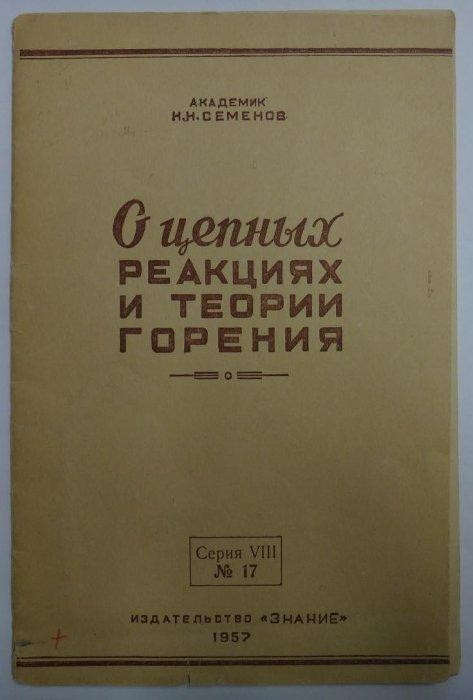 АКАДЕМИК
Н.Н. СЕМЕНОВ
О цепных
РЕАКЦИЯХ
И ТЕОРИИ
ГОРЕНИЯ
Серия VIII
№ 17
ИЗДАТЕЛЬСТВО «ЗНАНИЕ»
1957